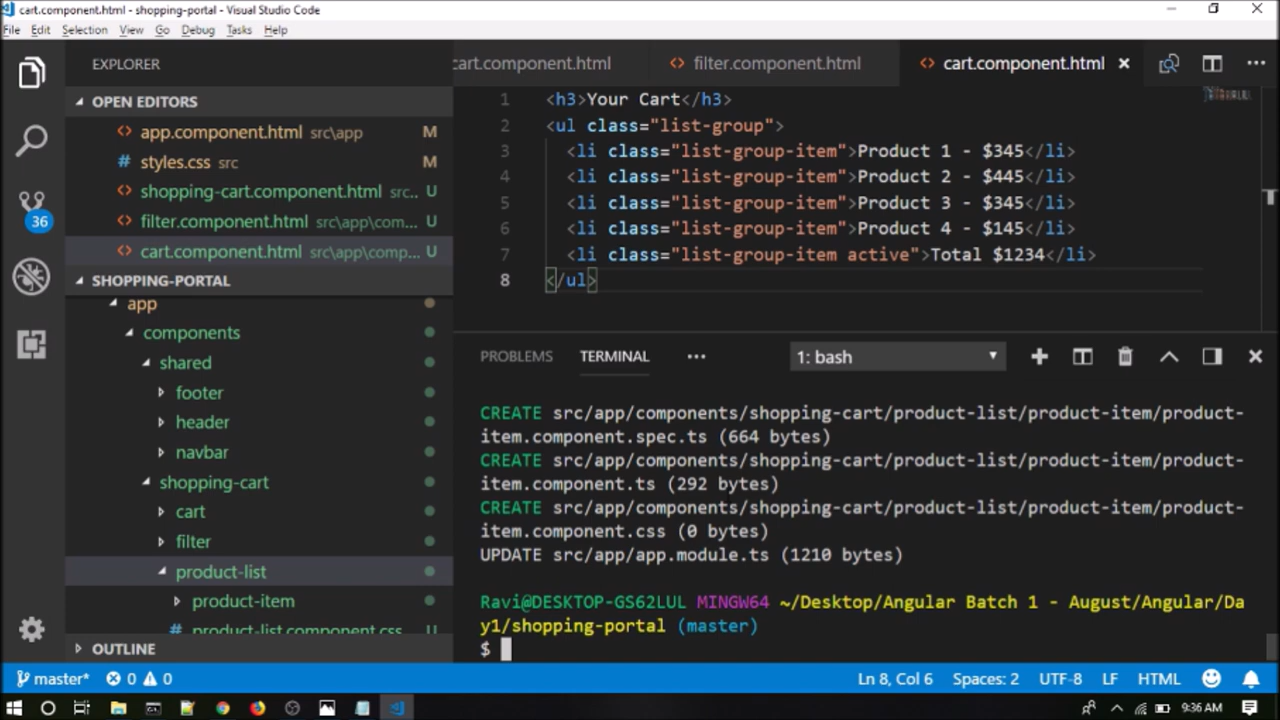 cart.component.html - shopping-portal - Visual Studio Code
File Edit Selection View Go Debug Tasks Help
EXPLORER
cart.component.html
filter.component.html
cart.component.html
OPEN EDITORS
app.component.html src\app M
styles.css src M
shopping-cart.component.html src... U
filter.component.html src\app\com... U
cart.component.html src\app\comp... U
SHOPPING-PORTAL
app
components
shared
footer
header
navbar
shopping-cart
cart
filter
product-list
product-item
product-list.component.css U
OUTLINE
36
1 <h3>Your Cart</h3>
2 <ul class="list-group">
3 <li class="list-group-item">Product 1 - $345</li>
4 <li class="list-group-item">Product 2 - $445</li>
5 <li class="list-group-item">Product 3 - $345</li>
6 <li class="list-group-item">Product 4 - $145</li>
7 <li class="list-group-item active">Total $1234</li>
8 </ul>
PROBLEMS TERMINAL ... 1: bash
CREATE src/app/components/shopping-cart/product-list/product-item/product-
item.component.spec.ts (664 bytes)
CREATE src/app/components/shopping-cart/product-list/product-item/product-
item.component.ts (292 bytes)
CREATE src/app/components/shopping-cart/product-list/product-item/product-
item.component.css (0 bytes)
UPDATE src/app/app.module.ts (1210 bytes)
Ravi@DESKTOP-GS62LUL MINGW64 ~/Desktop/Angular Batch 1 - August/Angular/Da
y1/shopping-portal (master)
$
master* 0 0 Ln 8, Col 6 Spaces: 2 UTF-8 LF HTML
9:36 AM